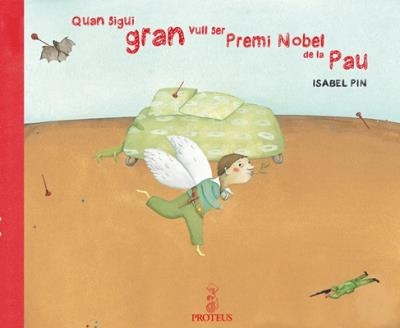 Quan Sigui
gran Vull Ser
Premi Nobel
de la
Pau
ISABEL PIN
PROTEUS